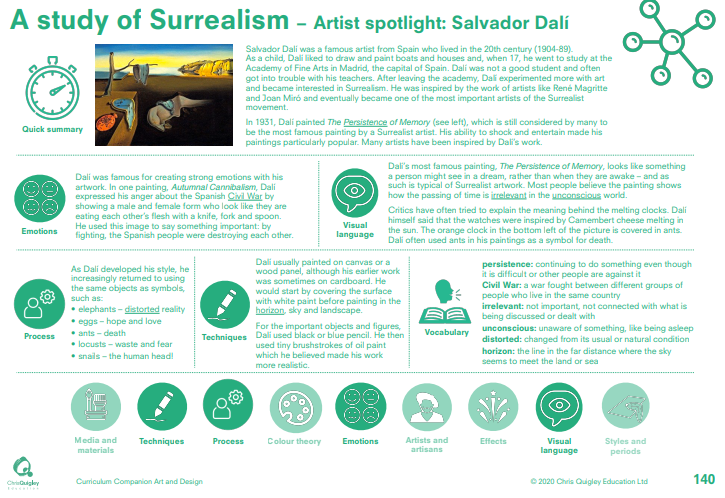 A study of Surrealism – Artist spotlight: Salvador Dalí
Quick summary
Salvador Dalí was a famous artist from Spain who lived in the 20th century (1904-89).
As a child, Dalí liked to draw and paint boats and houses and, when 17, he went to study at the
Academy of Fine Arts in Madrid, the capital of Spain. Dalí was not a good student and often
got into trouble with his teachers. After leaving the academy, Dalí experimented more with art
and became interested in Surrealism. He was inspired by the work of artists like René Magritte
and Joan Miró and eventually became one of the most important artists of the Surrealist
movement.
In 1931, Dalí painted The Persistence of Memory (see left), which is still considered by many to
be the most famous painting by a Surrealist artist. His ability to shock and entertain made his
paintings particularly popular. Many artists have been inspired by Dalí's work.
Emotions
Dalí was famous for creating strong emotions with his
artwork. In one painting, Autumnal Cannibalism, Dalí
expressed his anger about the Spanish Civil War by
showing a male and female form who look like they are
eating each other's flesh with a knife, fork and spoon.
He used this image to say something important: by
fighting, the Spanish people were destroying each other.
Visual
language
Dalí's most famous painting, The Persistence of Memory, looks like something
a person might see in a dream, rather than when they are awake – and as
such is typical of Surrealist artwork. Most people believe the painting shows
how the passing of time is irrelevant in the unconscious world.
Critics have often tried to explain the meaning behind the melting clocks. Dalí
himself said that the watches were inspired by Camembert cheese melting in
the sun. The orange clock in the bottom left of the picture is covered in ants.
Dalí often used ants in his paintings as a symbol for death.
Process
As Dalí developed his style, he
increasingly returned to using
the same objects as symbols,
such as:
• elephants – distorted reality
• eggs – hope and love
• ants – death
• locusts – waste and fear
• snails – the human head!
Techniques
Dalí usually painted on canvas or a
wood panel, although his earlier work
was sometimes on cardboard. He
would start by covering the surface
with white paint before painting in the
horizon, sky and landscape.
For the important objects and figures,
Dalí used black or blue pencil. He then
used tiny brushstrokes of oil paint
which he believed made his work
more realistic.
Vocabulary
persistence: continuing to do something even though
it is difficult or other people are against it
Civil War: a war fought between different groups of
people who live in the same country
irrelevant: not important, not connected with what is
being discussed or dealt with
unconscious: unaware of something, like being asleep
distorted: changed from its usual or natural condition
horizon: the line in the far distance where the sky
seems to meet the land or sea
Media and
materials
Techniques
Process
Colour theory
Emotions
Artists and
artisans
Effects
Visual
language
Styles and
periods
Chris Quigley
Education
Curriculum Companion Art and Design
© 2020 Chris Quigley Education Ltd
140